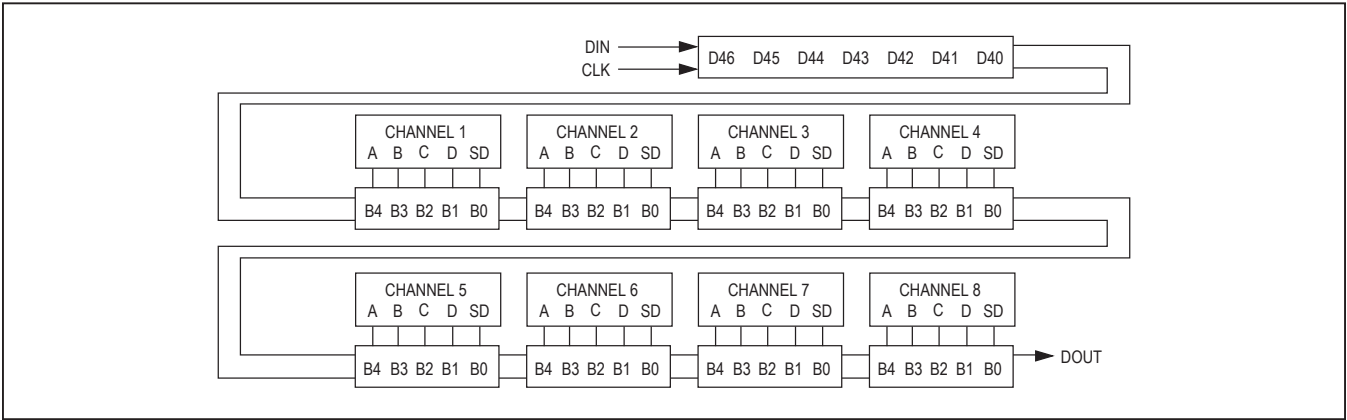 DIN
CLK
D46 D45 D44 D43 D42 D41 D40
CHANNEL 1 CHANNEL 2 CHANNEL 3 CHANNEL 4
A B C D SD A B C D SD A B C D SD A B C D SD
B4 B3 B2 B1 B0 B4 B3 B2 B1 B0 B4 B3 B2 B1 B0 B4 B3 B2 B1 B0
CHANNEL 5 CHANNEL 6 CHANNEL 7 CHANNEL 8
A B C D SD A B C D SD A B C D SD A B C D SD
B4 B3 B2 B1 B0 B4 B3 B2 B1 B0 B4 B3 B2 B1 B0 B4 B3 B2 B1 B0 DOUT